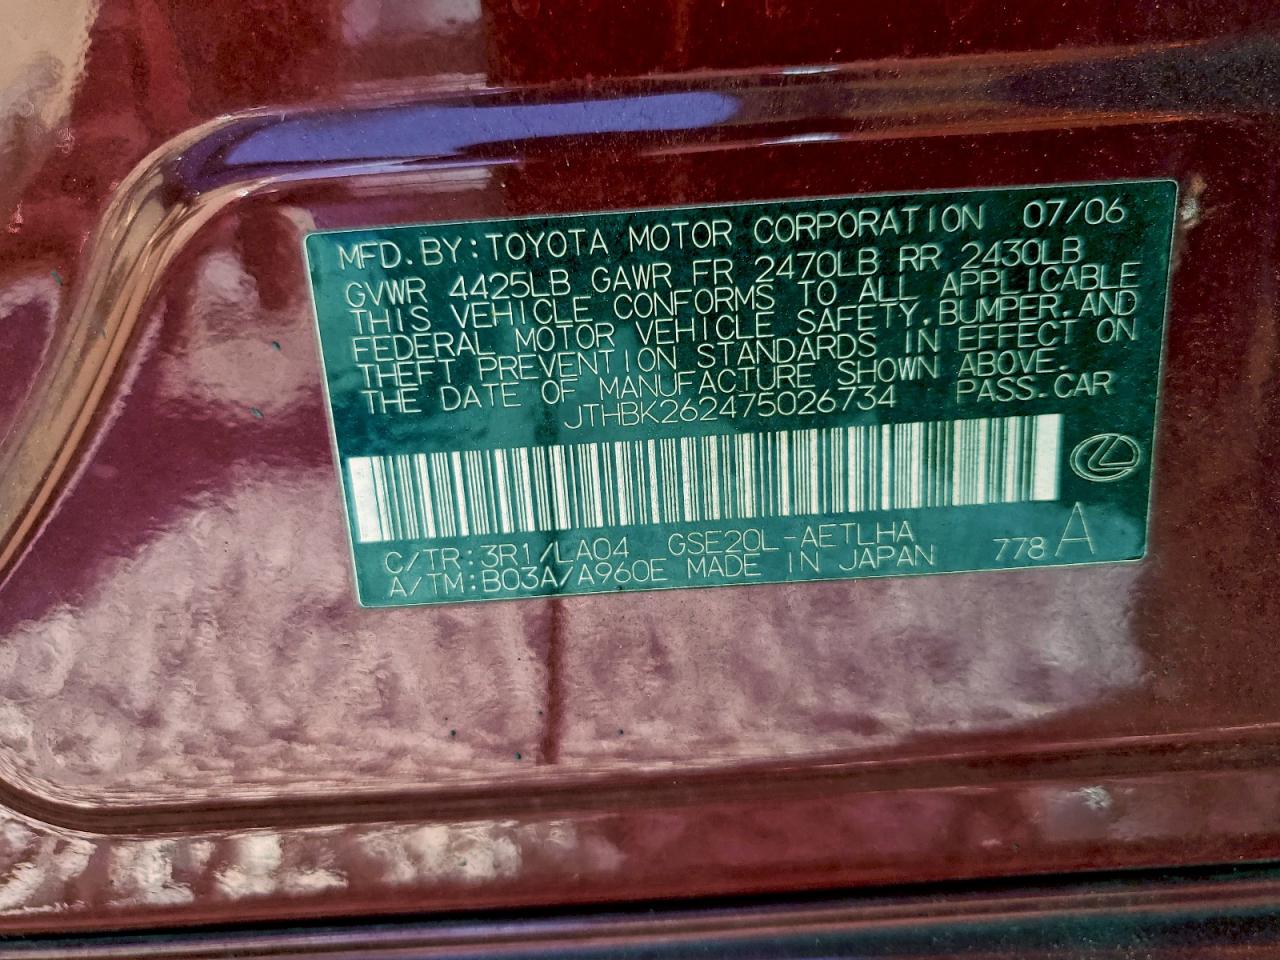 MFD. BY: TOYOTA MOTOR CORPORATION 07/06
GVWR 4425LB GAWR FR 2470LB RR 2430LB
THIS VEHICLE CONFORMS TO ALL APPLICABLE
FEDERAL MOTOR VEHICLE SAFETY, BUMPER, AND
THEFT PREVENTION STANDARDS IN EFFECT ON
THE DATE OF MANUFACTURE SHOWN ABOVE.
JTHBK262475026734 PASS. CAR
C/TR: 3R1/LA04 GSE20L-AETLHA
A/TM: B03A/A960E MADE IN JAPAN 778 A